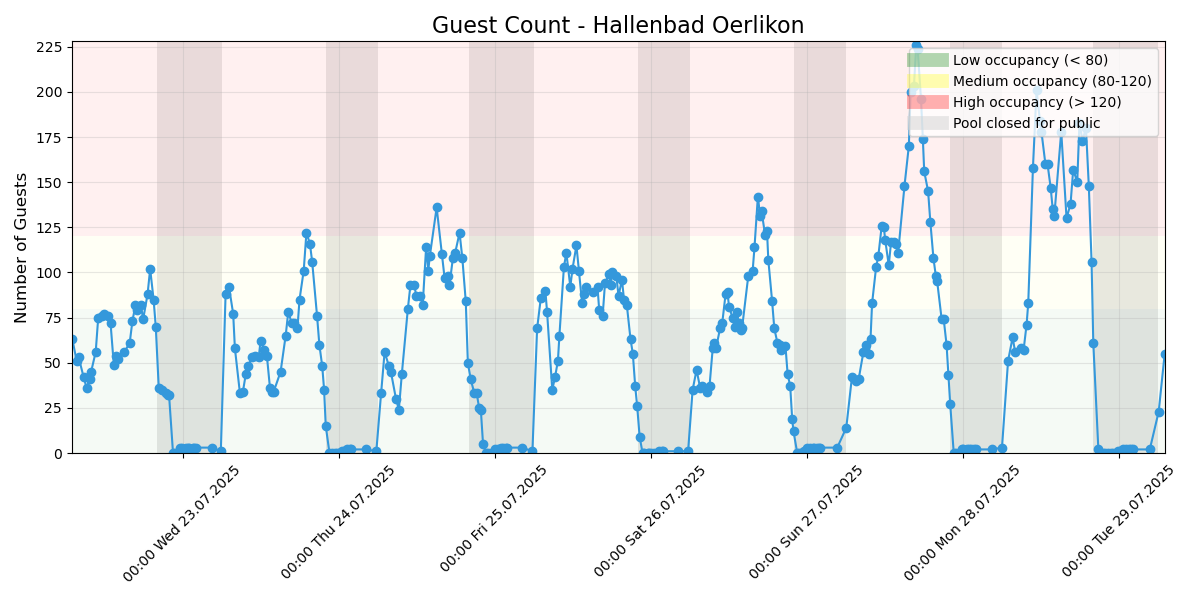 Guest Count - Hallenbad Oerlikon
Number of Guests
225
200
175
150
125
100
75
50
25
0
Low occupancy (< 80)
Medium occupancy (80-120)
High occupancy (> 120)
Pool closed for public
00:00 Wed 23.07.2025
00:00 Thu 24.07.2025
00:00 Fri 25.07.2025
00:00 Sat 26.07.2025
00:00 Sun 27.07.2025
00:00 Mon 28.07.2025
00:00 Tue 29.07.2025